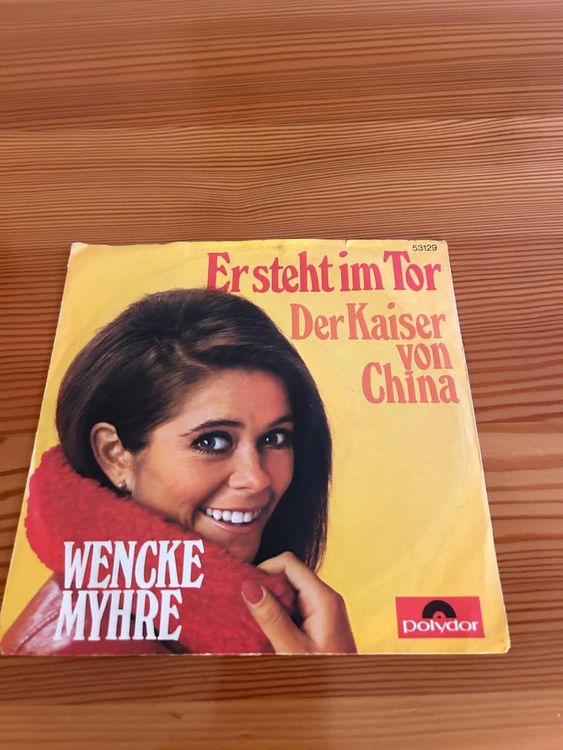 53129
Er steht im Tor
Der Kaiser
von
China
WENCKE
MYHRE
polydor